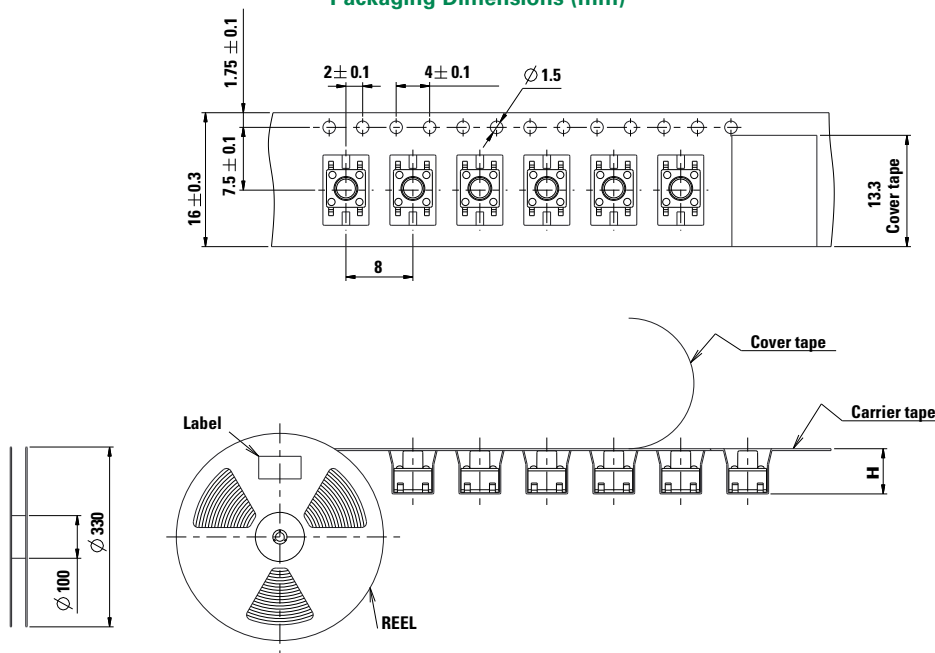 Packaging Dimensions (mm)
1.75 ± 0.1
2 ± 0.1
4 ± 0.1
∅ 1.5
16 ± 0.3
7.5 ± 0.1
13.3
Cover tape
8
Cover tape
Carrier tape
Label
H
∅ 330
∅ 100
REEL